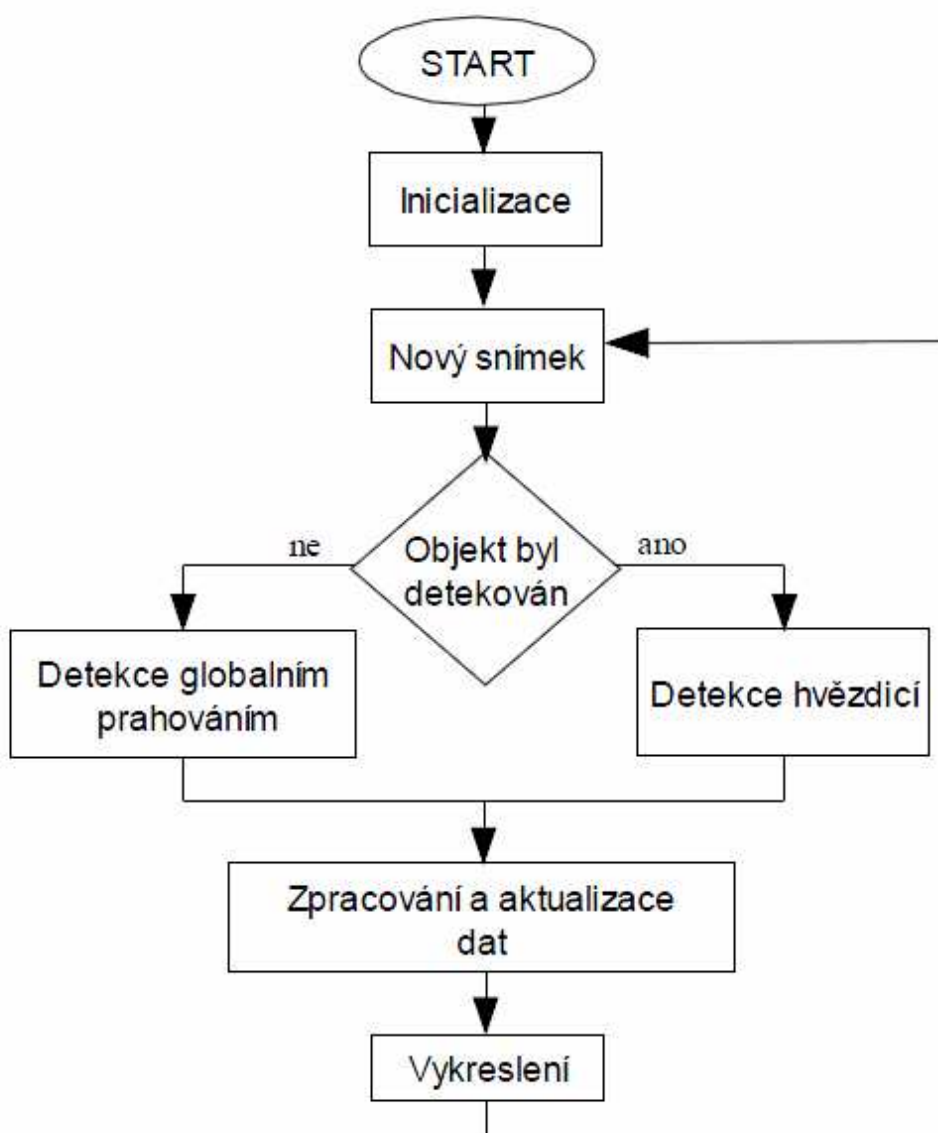 START
Inicializace
Nový snímek
Objekt byl
detekován
ne
ano
Detekce globalním
prahováním
Detekce hvězdicí
Zpracování a aktualizace
dat
Vykreslení